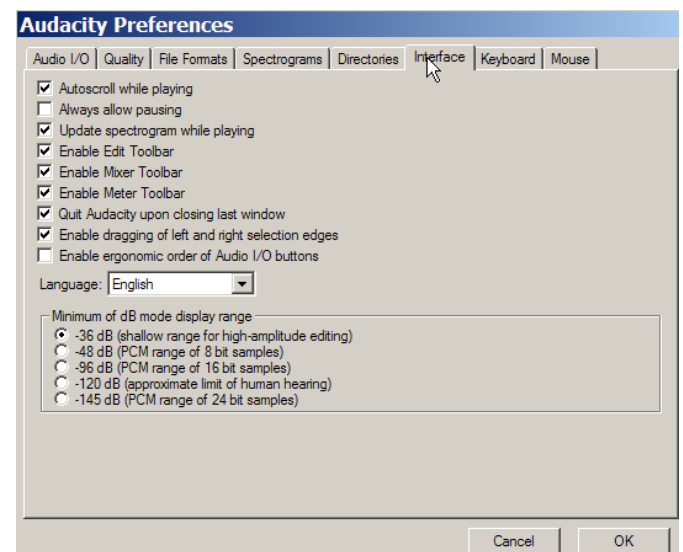 Audacity Preferences
Audio I/O Quality File Formats Spectrograms Directories Interface Keyboard Mouse
Autoscroll while playing
Always allow pausing
Update spectrogram while playing
Enable Edit Toolbar
Enable Mixer Toolbar
Enable Meter Toolbar
Quit Audacity upon closing last window
Enable dragging of left and right selection edges
Enable ergonomic order of Audio I/O buttons
Language: English
Minimum of dB mode display range
-36 dB (shallow range for high-amplitude editing)
-48 dB (PCM range of 8 bit samples)
-96 dB (PCM range of 16 bit samples)
-120 dB (approximate limit of human hearing)
-145 dB (PCM range of 24 bit samples)
Cancel OK